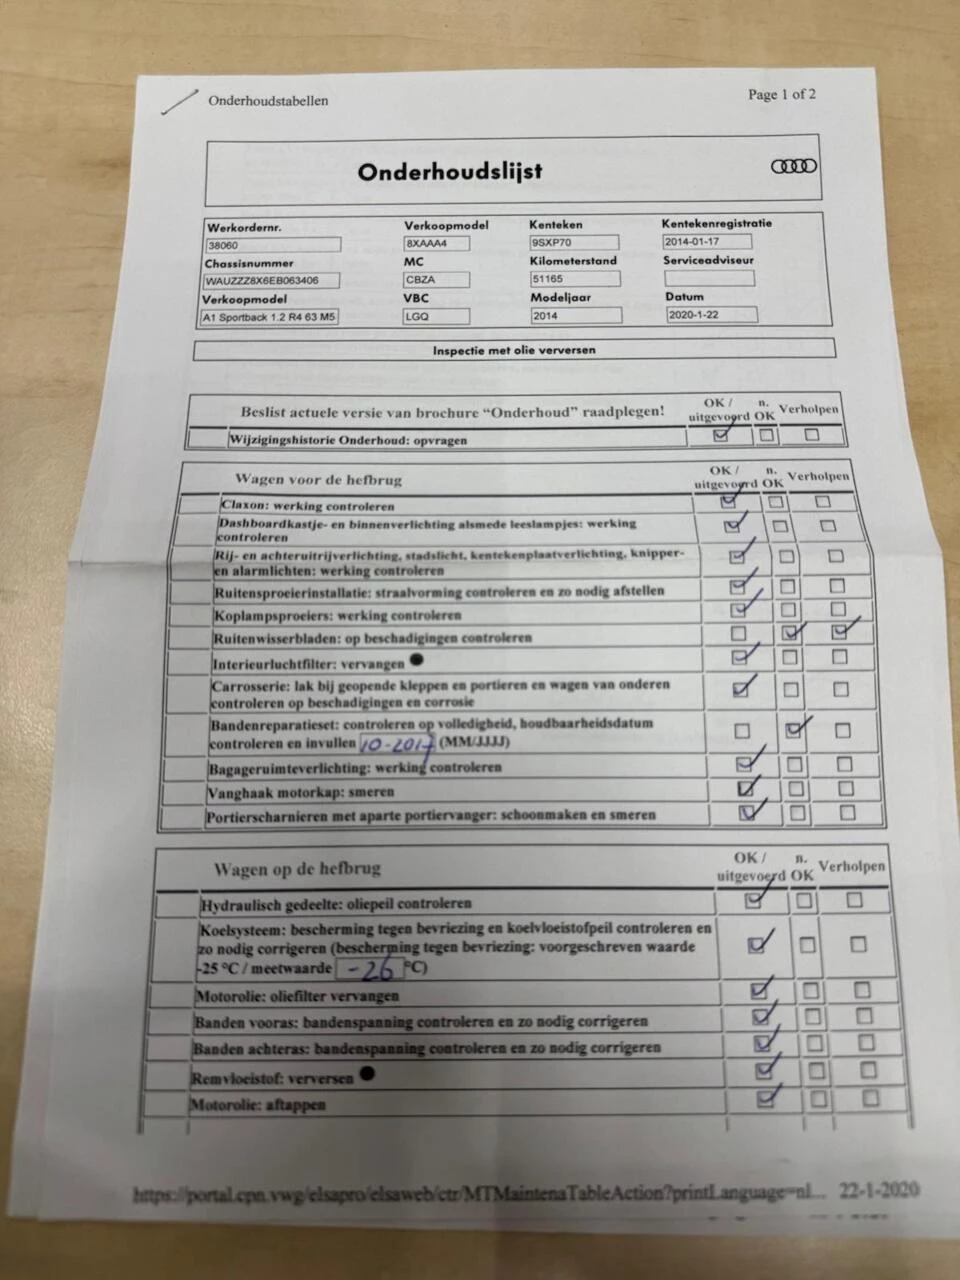 Onderhoudstabellen Page 1 of 2
Onderhoudslijst
Werkordernr. Verkoopmodel Kenteken Kentekenregistratie
38060 8XAAA4 9SXP70 2014-01-17
Chassisnummer MC Kilometerstand Serviceadviseur
WAUZZZ8X6EB063406 CBZA 51165
Verkoopmodel VBC Modeljaar Datum
A1 Sportback 1.2 R4 63 M5 LGQ 2014 2020-1-22
Inspectie met olie verversen
Beslist actuele versie van brochure “Onderhoud” raadplegen! OK / uitgevoerd n. OK Verholpen
Wijzigingshistorie Onderhoud: opvragen
Wagen voor de hefbrug OK / uitgevoerd n. OK Verholpen
Claxon: werking controleren
Dashboardkastje- en binnenverlichting alsmede leeslampjes: werking
controleren
Rij- en achteruitrijverlichting, stadslicht, kentekenplaatverlichting, knipper-
en alarmlichten: werking controleren
Ruitensproeierinstallatie: straalvorming controleren en zo nodig afstellen
Koplampsproeiers: werking controleren
Ruitenwisserbladen: op beschadigingen controleren
Interieurluchtfilter: vervangen
Carrosserie: lak bij geopende kleppen en portieren en wagen van onderen
controleren op beschadigingen en corrosie
Bandenreparatieset: controleren op volledigheid, houdbaarheidsdatum
controleren en invullen 10-2017 (MM/JJJJ)
Bagageruimteverlichting: werking controleren
Vanghaak motorkap: smeren
Portierscharnieren met aparte portiervanger: schoonmaken en smeren
Wagen op de hefbrug OK / uitgevoerd n. OK Verholpen
Hydraulisch gedeelte: oliepeil controleren
Koelsysteem: bescherming tegen bevriezing en koelvloeistofpeil controleren en
zo nodig corrigeren (bescherming tegen bevriezing: voorgeschreven waarde
-25 °C / meetwaarde -26 °C)
Motorolie: oliefilter vervangen
Banden vooras: bandenspanning controleren en zo nodig corrigeren
Banden achteras: bandenspanning controleren en zo nodig corrigeren
Remvloeistof: verversen
Motorolie: aftappen
https://portal.cpn.vwg/elsapro/elsaweb/ctr/MTMaintenaTableAction?printLanguage=nl... 22-1-2020